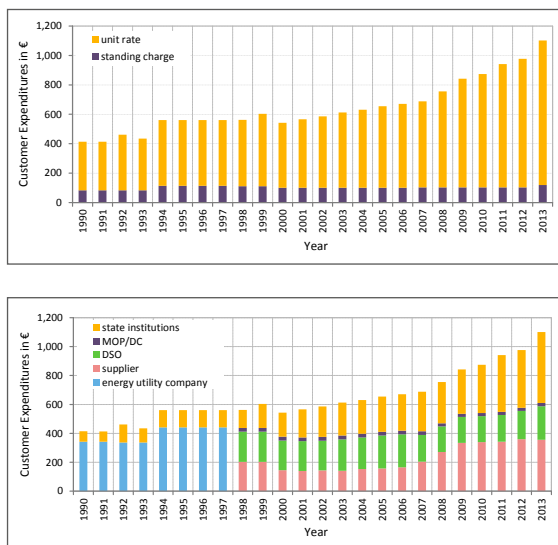 1,200
1,000
800
600
400
200
0
Customer Expenditures in €
unit rate
standing charge
1990 1991 1992 1993 1994 1995 1996 1997 1998 1999 2000 2001 2002 2003 2004 2005 2006 2007 2008 2009 2010 2011 2012 2013
Year
1,200
1,000
800
600
400
200
0
Customer Expenditures in €
state institutions
MOP/DC
DSO
supplier
energy utility company
1990 1991 1992 1993 1994 1995 1996 1997 1998 1999 2000 2001 2002 2003 2004 2005 2006 2007 2008 2009 2010 2011 2012 2013
Year